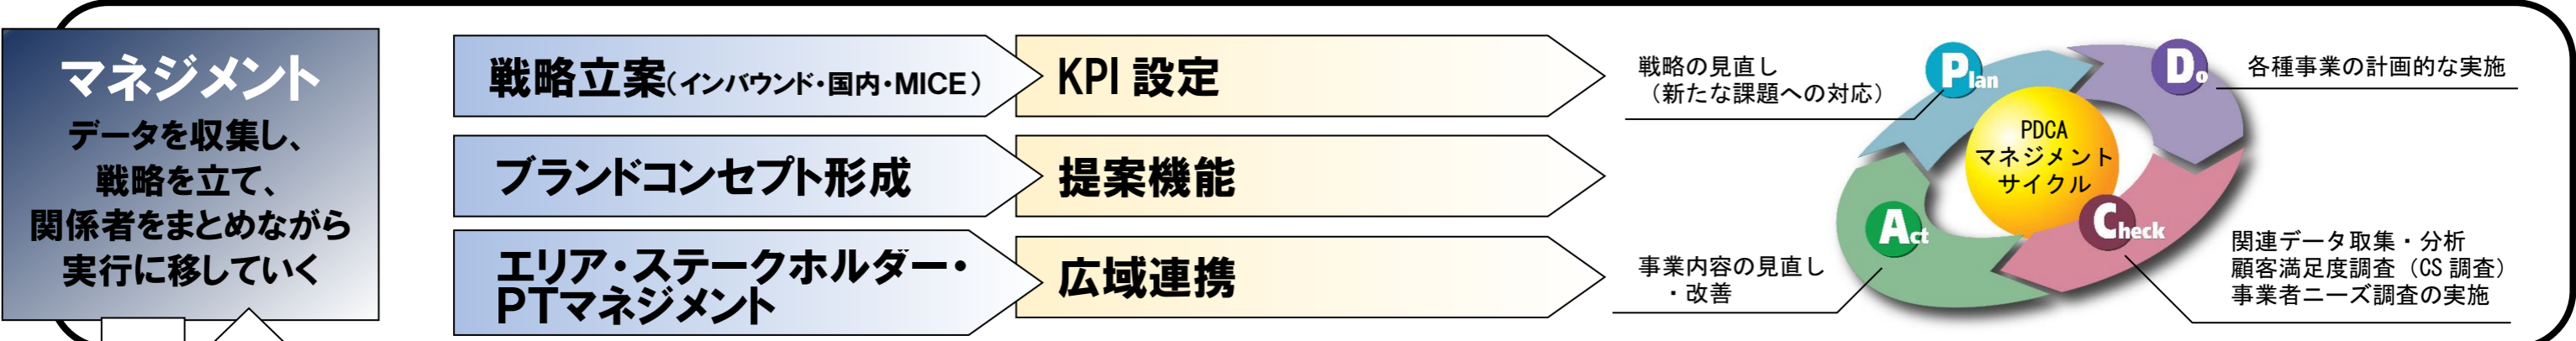 マネジメント
データを収集し、
戦略を立て、
関係者をまとめながら
実行に移していく
戦略立案(インバウンド・国内・MICE)
KPI 設定
ブランドコンセプト形成
提案機能
エリア・ステークホルダー・
PTマネジメント
広域連携
戦略の見直し
(新たな課題への対応)
Plan
Do
各種事業の計画的な実施
PDCA
マネジメント
サイクル
Act
Check
事業内容の見直し
・改善
関連データ取集・分析
顧客満足度調査(CS 調査)
事業者ニーズ調査の実施